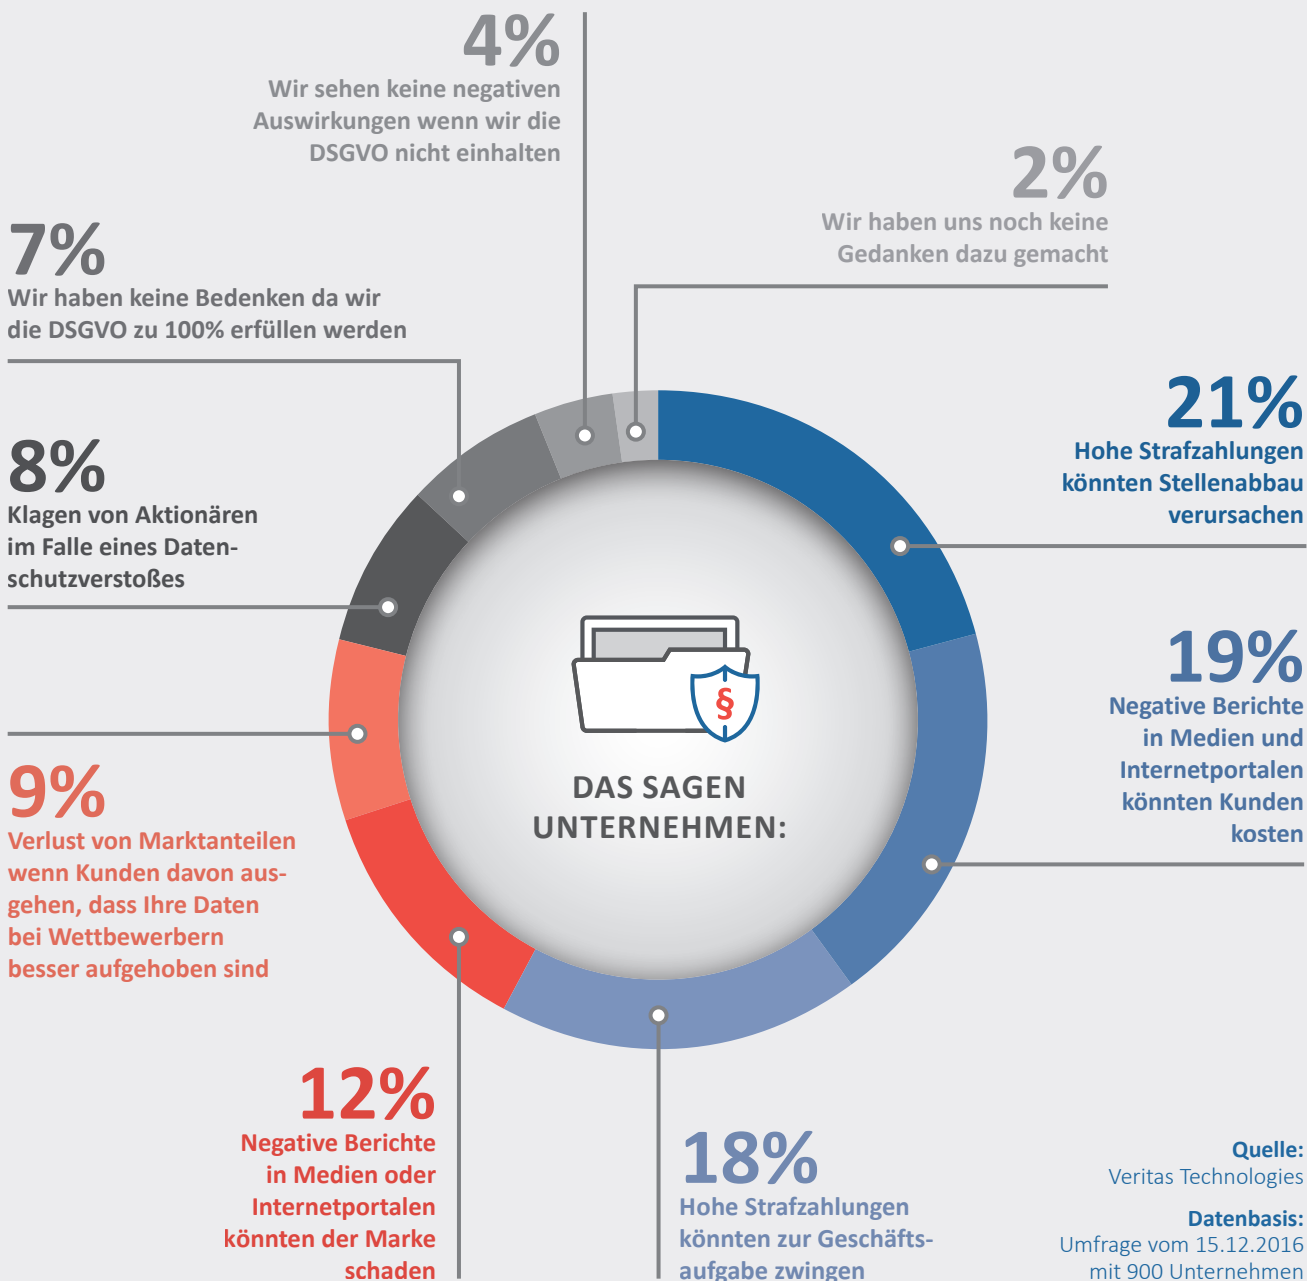 4%
Wir sehen keine negativen
Auswirkungen wenn wir die
DSGVO nicht einhalten
2%
Wir haben uns noch keine
Gedanken dazu gemacht
7%
Wir haben keine Bedenken da wir
die DSGVO zu 100% erfüllen werden
21%
Hohe Strafzahlungen
könnten Stellenabbau
verursachen
8%
Klagen von Aktionären
im Falle eines Daten-
schutzverstoßes
19%
Negative Berichte
in Medien und
Internetportalen
könnten Kunden
kosten
§
DAS SAGEN
UNTERNEHMEN:
9%
Verlust von Marktanteilen
wenn Kunden davon aus-
gehen, dass Ihre Daten
bei Wettbewerbern
besser aufgehoben sind
12%
Negative Berichte
in Medien oder
Internetportalen
könnten der Marke
schaden
18%
Hohe Strafzahlungen
könnten zur Geschäfts-
aufgabe zwingen
Quelle:
Veritas Technologies
Datenbasis:
Umfrage vom 15.12.2016
mit 900 Unternehmen